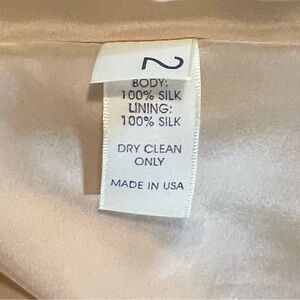 2
BODY:
100% SILK
LINING:
100% SILK
DRY CLEAN
ONLY
MADE IN USA